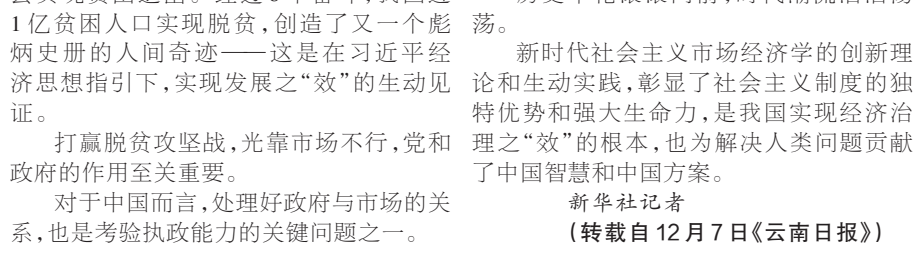 1亿贫困人口实现脱贫,创造了又一个彪
炳史册的人间奇迹——这是在习近平经
济思想指引下,实现发展之“效”的生动见
证。
打赢脱贫攻坚战,光靠市场不行,党和
政府的作用至关重要。
对于中国而言,处理好政府与市场的关
系,也是考验执政能力的关键问题之一。
荡。
新时代社会主义市场经济学的创新理
论和生动实践,彰显了社会主义制度的独
特优势和强大生命力,是我国实现经济治
理之“效”的根本,也为解决人类问题贡献
了中国智慧和中国方案。
新华社记者
(转载自12月7日《云南日报》)